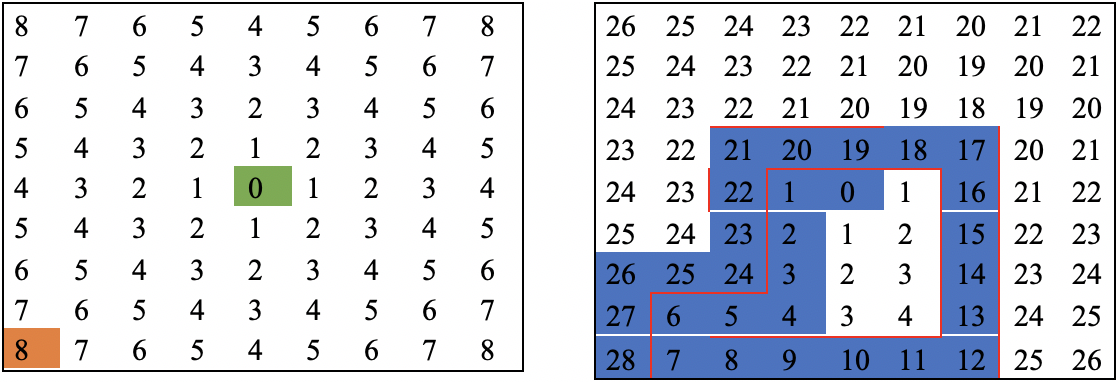 8 7 6 5 4 5 6 7 8
7 6 5 4 3 4 5 6 7
6 5 4 3 2 3 4 5 6
5 4 3 2 1 2 3 4 5
4 3 2 1 0 1 2 3 4
5 4 3 2 1 2 3 4 5
6 5 4 3 2 3 4 5 6
7 6 5 4 3 4 5 6 7
8 7 6 5 4 5 6 7 8
26 25 24 23 22 21 20 21 22
25 24 23 22 21 20 19 20 21
24 23 22 21 20 19 18 19 20
23 22 21 20 19 18 17 20 21
24 23 22 1 0 1 16 21 22
25 24 23 2 1 2 15 22 23
26 25 24 3 2 3 14 23 24
27 6 5 4 3 4 13 24 25
28 7 8 9 10 11 12 25 26